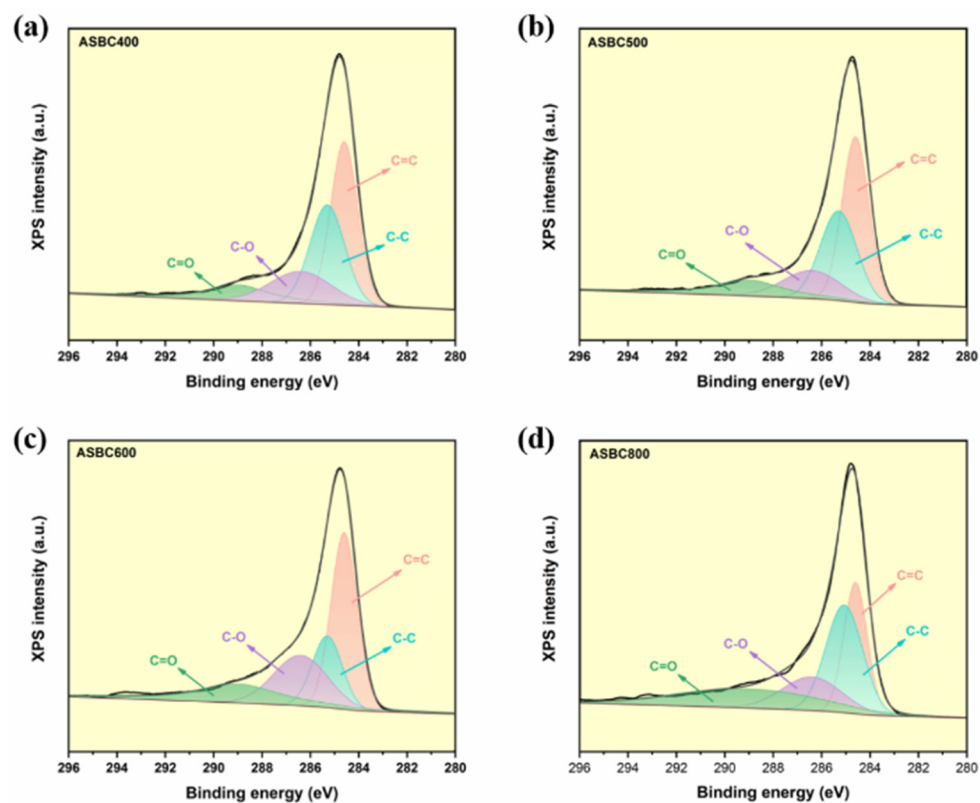 (a)
ASBC400
XPS intensity (a.u.)
C=C
C-C
C-O
C=O
296 294 292 290 288 286 284 282 280
Binding energy (eV)
(b)
ASBC500
XPS intensity (a.u.)
C=C
C-C
C-O
C=O
296 294 292 290 288 286 284 282 280
Binding energy (eV)
(c)
ASBC600
XPS intensity (a.u.)
C=C
C-C
C-O
C=O
296 294 292 290 288 286 284 282 280
Binding energy (eV)
(d)
ASBC800
XPS intensity (a.u.)
C=C
C-C
C-O
C=O
296 294 292 290 288 286 284 282 280
Binding energy (eV)